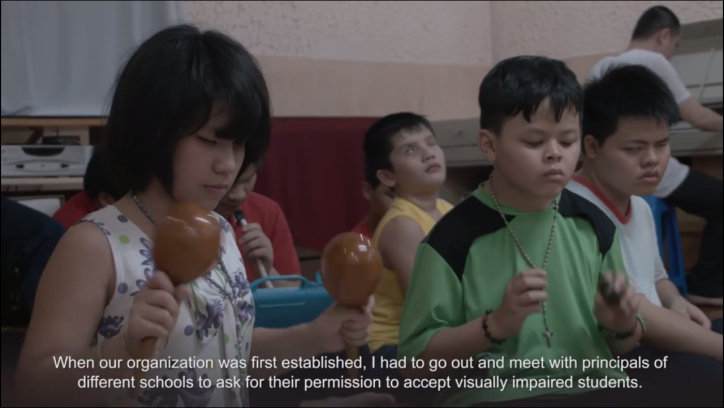 When our organization was first established, I had to go out and meet with principals of
different schools to ask for their permission to accept visually impaired students.